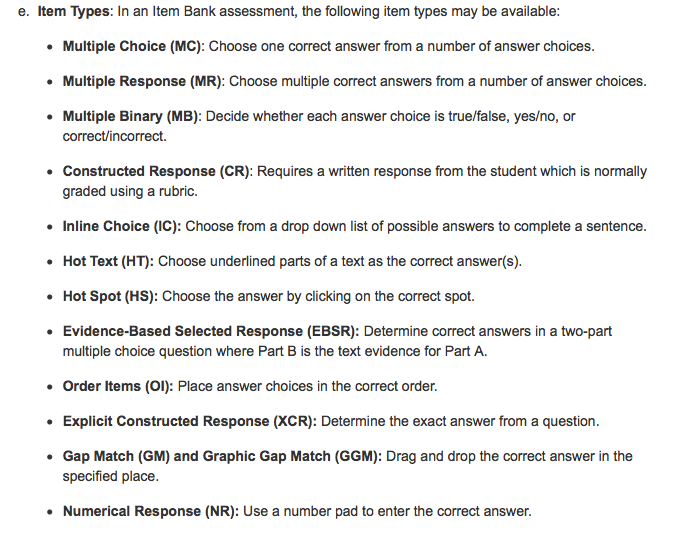 e. Item Types: In an Item Bank assessment, the following item types may be available:
• Multiple Choice (MC): Choose one correct answer from a number of answer choices.
• Multiple Response (MR): Choose multiple correct answers from a number of answer choices.
• Multiple Binary (MB): Decide whether each answer choice is true/false, yes/no, or
correct/incorrect.
• Constructed Response (CR): Requires a written response from the student which is normally
graded using a rubric.
• Inline Choice (IC): Choose from a drop down list of possible answers to complete a sentence.
• Hot Text (HT): Choose underlined parts of a text as the correct answer(s).
• Hot Spot (HS): Choose the answer by clicking on the correct spot.
• Evidence-Based Selected Response (EBSR): Determine correct answers in a two-part
multiple choice question where Part B is the text evidence for Part A.
• Order Items (OI): Place answer choices in the correct order.
• Explicit Constructed Response (XCR): Determine the exact answer from a question.
• Gap Match (GM) and Graphic Gap Match (GGM): Drag and drop the correct answer in the
specified place.
• Numerical Response (NR): Use a number pad to enter the correct answer.